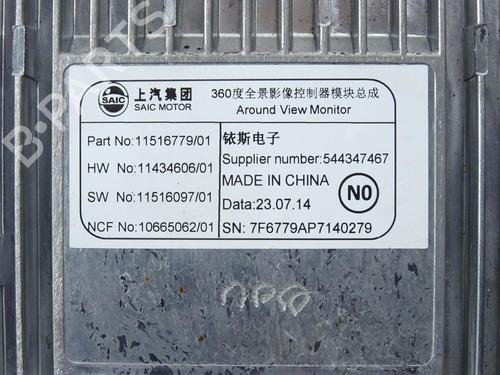 SAIC
上汽集团
SAIC MOTOR
360度全景影像控制器模块总成
Around View Monitor
Part No:11516779/01
HW No:11434606/01
SW No:11516097/01
NCF No:10665062/01
铱斯电子
Supplier number:544347467
MADE IN CHINA
Data:23.07.14
SN: 7F6779AP7140279
N0
B-PARTS